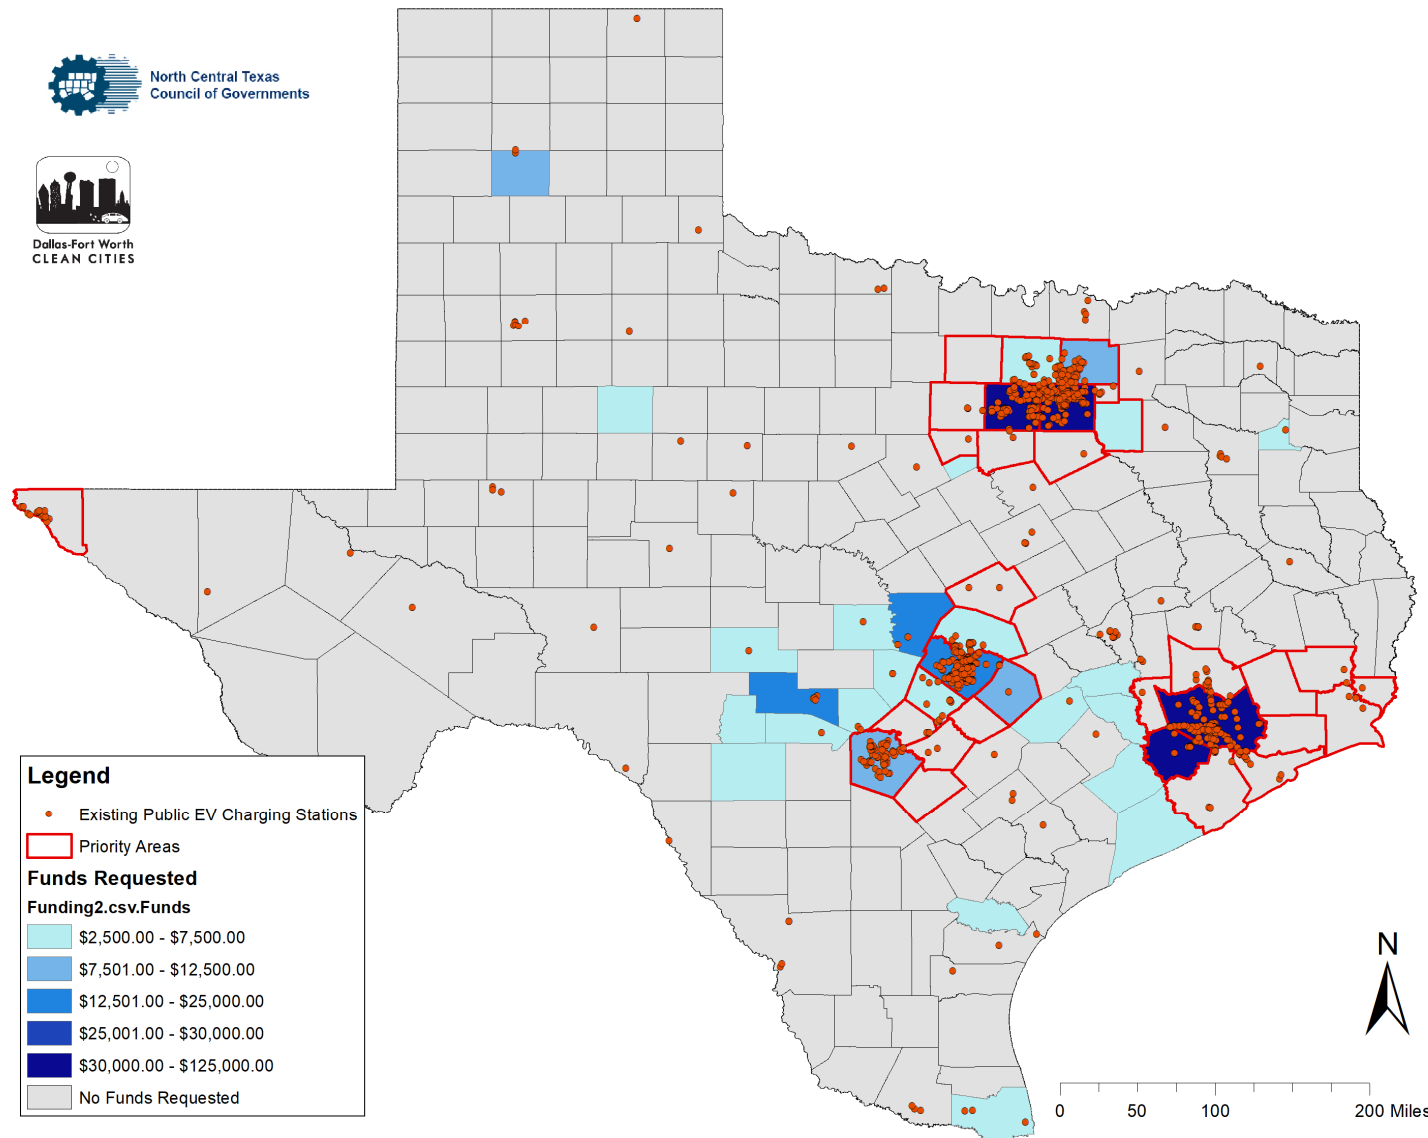 North Central Texas
Council of Governments
Dallas-Fort Worth
CLEAN CITIES
Legend
Existing Public EV Charging Stations
Priority Areas
Funds Requested
Funding2.csv.Funds
$2,500.00 - $7,500.00
$7,501.00 - $12,500.00
$12,501.00 - $25,000.00
$25,001.00 - $30,000.00
$30,000.00 - $125,000.00
No Funds Requested
N
0 50 100 200 Miles